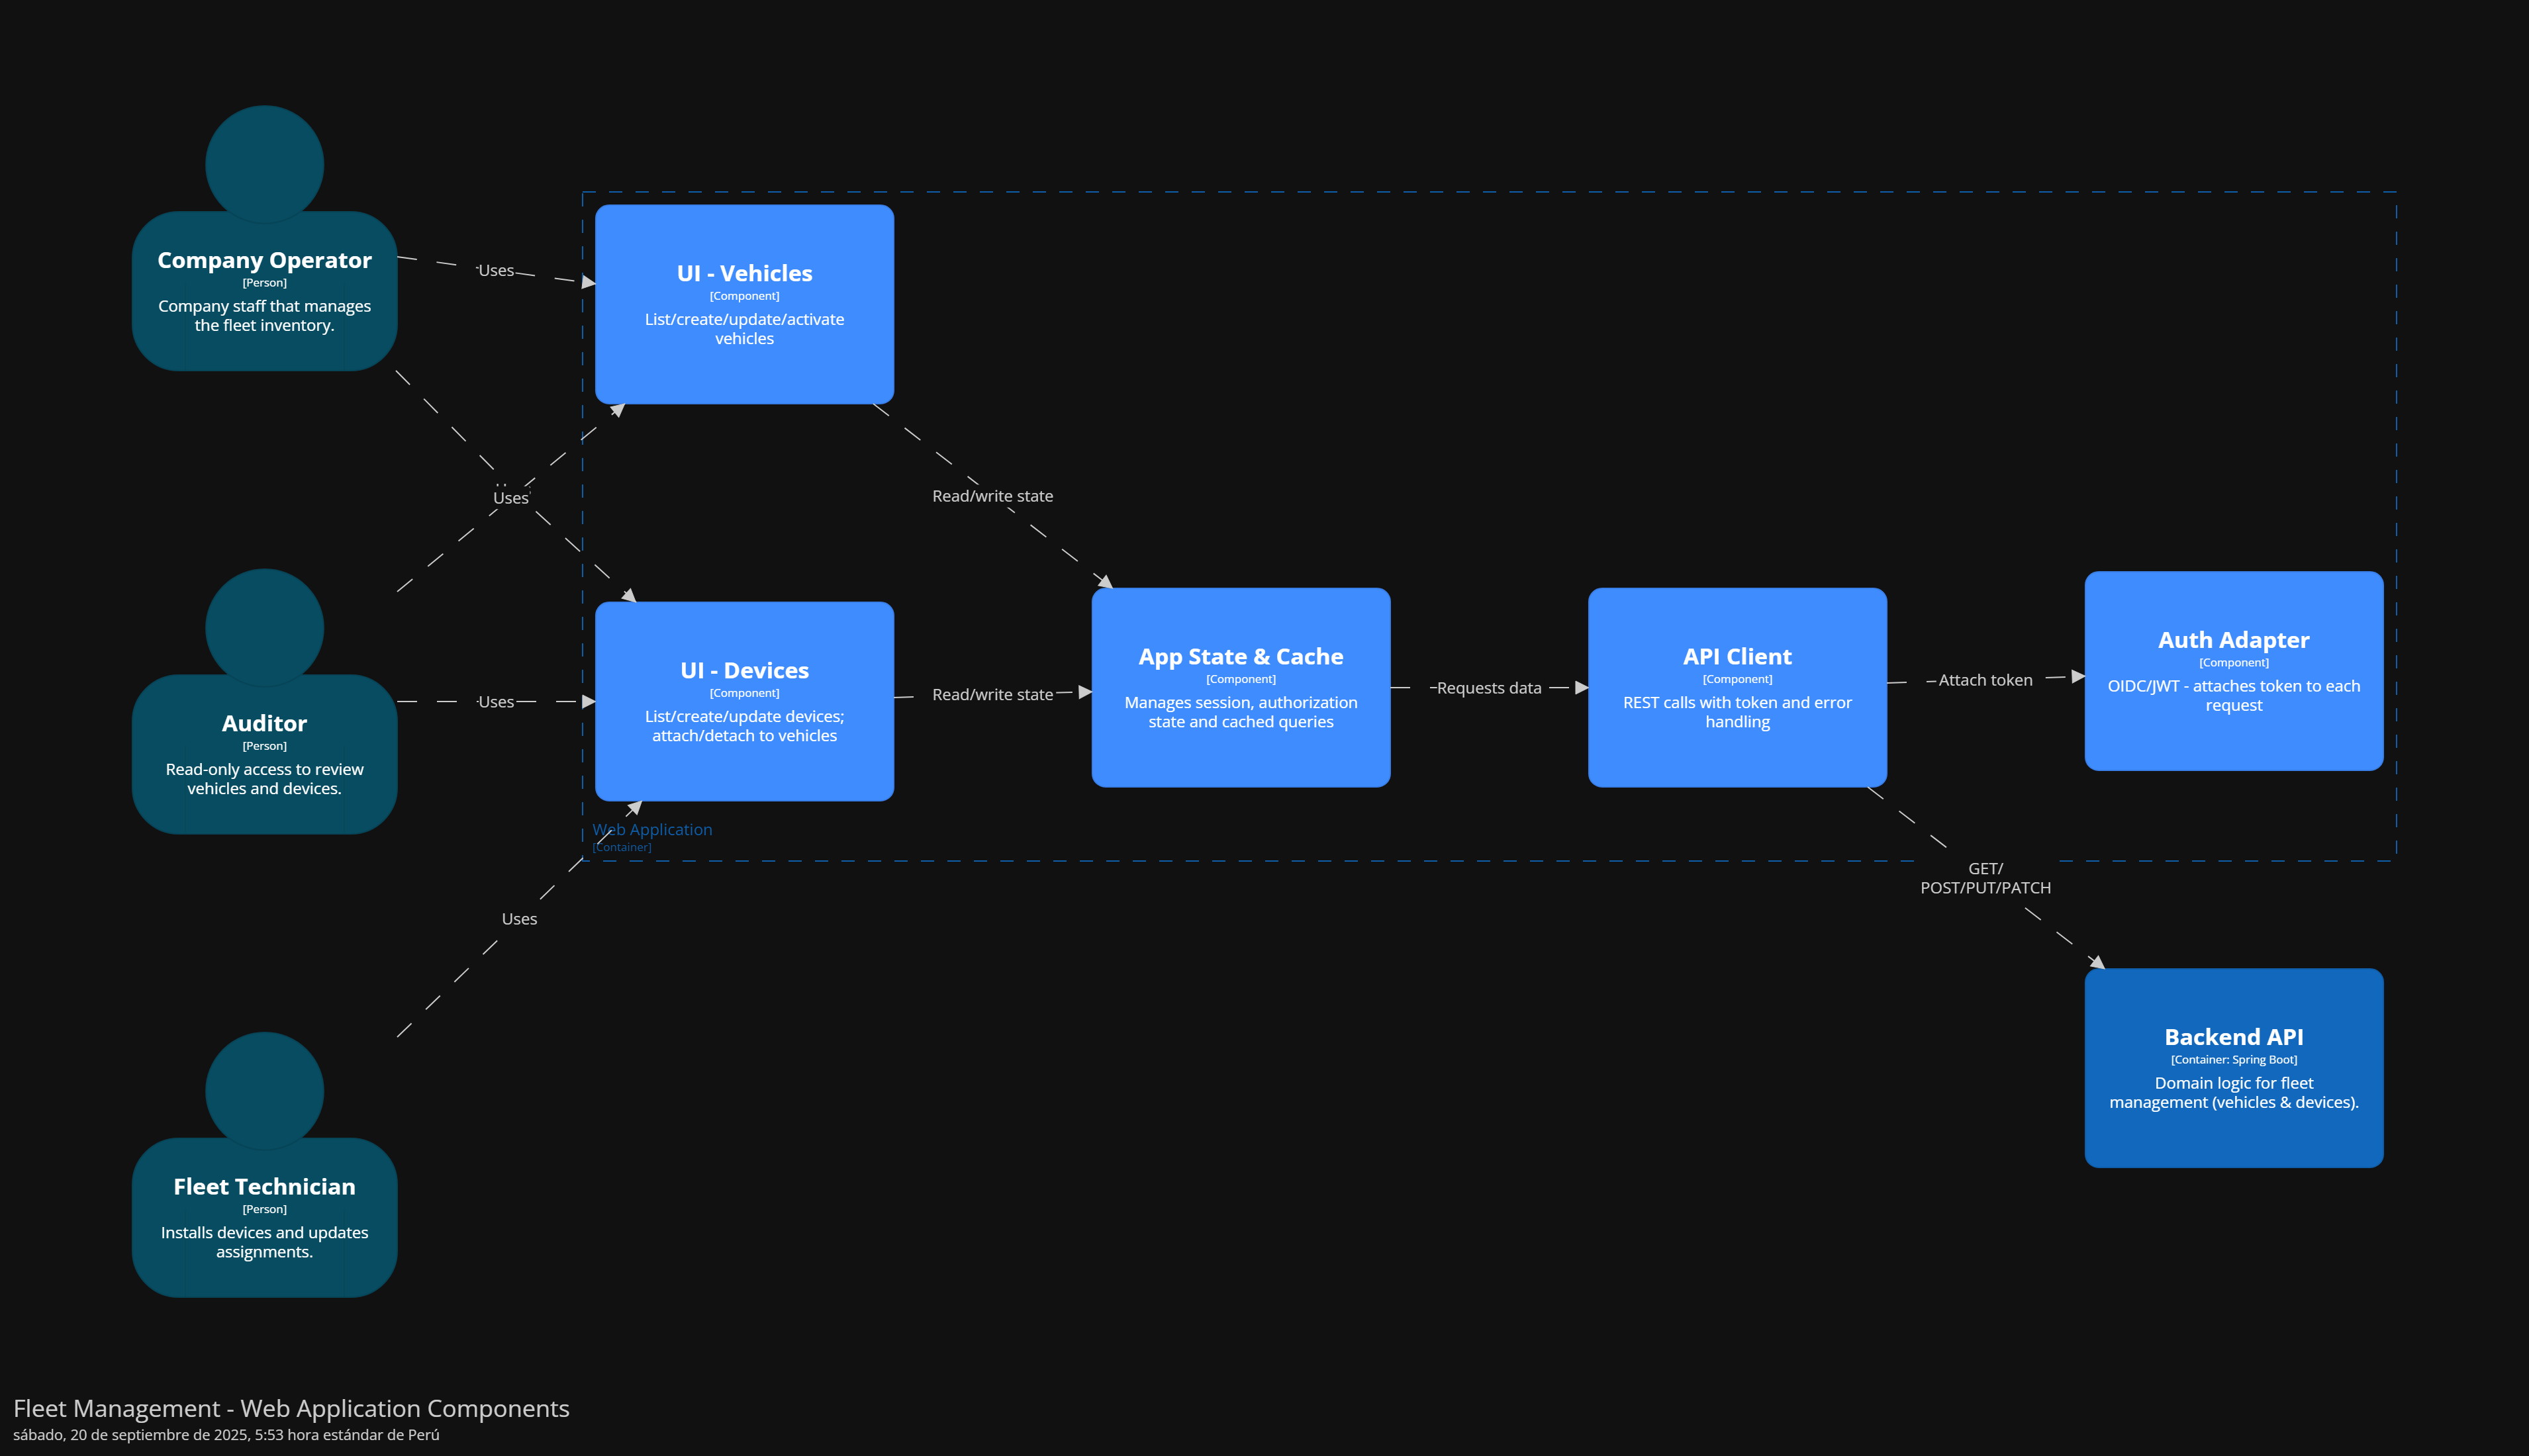 Company Operator
[Person]
Company staff that manages
the fleet inventory.
Uses
UI - Vehicles
[Component]
List/create/update/activate
vehicles
Uses
Read/write state
Auditor
[Person]
Read-only access to review
vehicles and devices.
Uses
UI - Devices
[Component]
List/create/update devices;
attach/detach to vehicles
Read/write state
App State & Cache
[Component]
Manages session, authorization
state and cached queries
Requests data
API Client
[Component]
REST calls with token and error
handling
Attach token
Auth Adapter
[Component]
OIDC/JWT - attaches token to each
request
Web Application
[Container]
GET/
POST/PUT/PATCH
Uses
Backend API
[Container: Spring Boot]
Domain logic for fleet
management (vehicles & devices).
Fleet Technician
[Person]
Installs devices and updates
assignments.
Fleet Management - Web Application Components
sábado, 20 de septiembre de 2025, 5:53 hora estándar de Perú